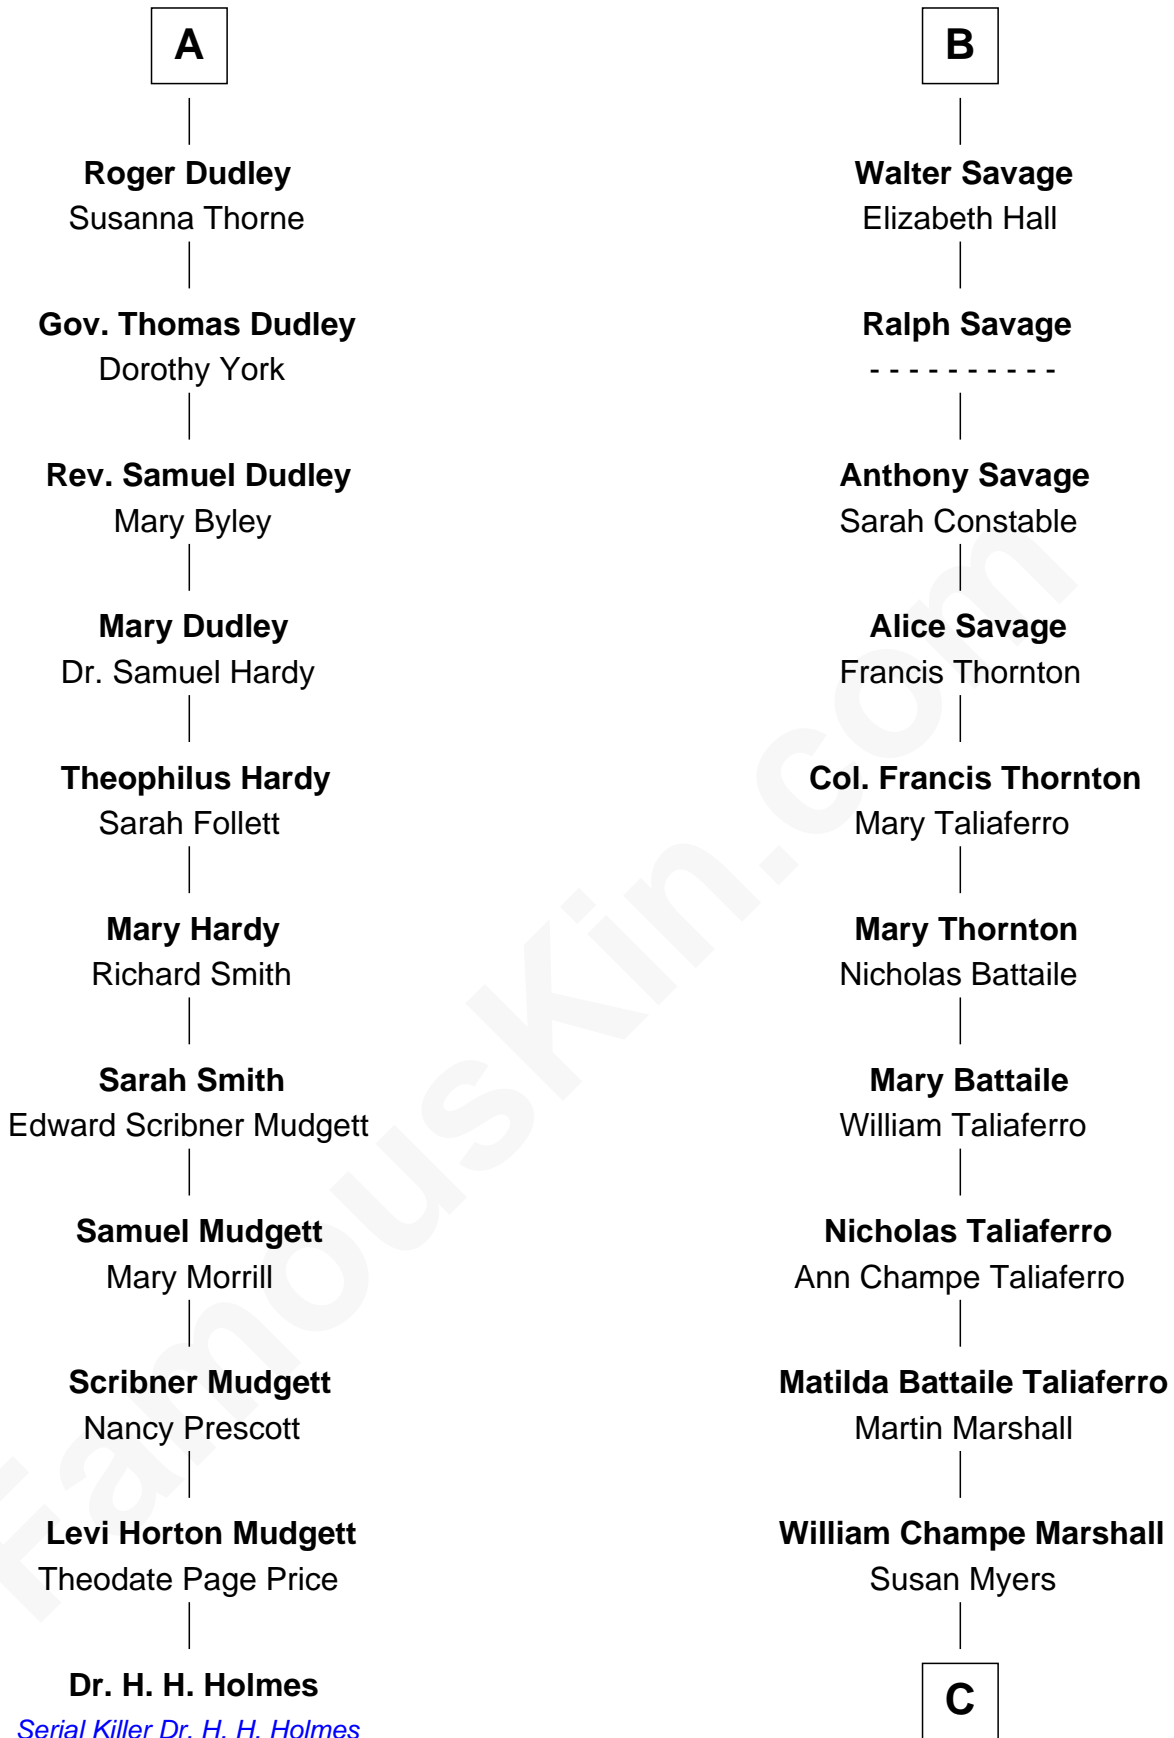 A
Roger Dudley
Susanna Thorne
Gov. Thomas Dudley
Dorothy York
Rev. Samuel Dudley
Mary Byley
Mary Dudley
Dr. Samuel Hardy
Theophilus Hardy
Sarah Follett
Mary Hardy
Richard Smith
Sarah Smith
Edward Scribner Mudgett
Samuel Mudgett
Mary Morrill
Scribner Mudgett
Nancy Prescott
Levi Horton Mudgett
Theodate Page Price
Dr. H. H. Holmes
Serial Killer Dr. H. H. Holmes
B
Walter Savage
Elizabeth Hall
Ralph Savage
- - - - - - - - - -
Anthony Savage
Sarah Constable
Alice Savage
Francis Thornton
Col. Francis Thornton
Mary Taliaferro
Mary Thornton
Nicholas Battaile
Mary Battaile
William Taliaferro
Nicholas Taliaferro
Ann Champe Taliaferro
Matilda Battaile Taliaferro
Martin Marshall
William Champe Marshall
Susan Myers
C
FamousKin.com